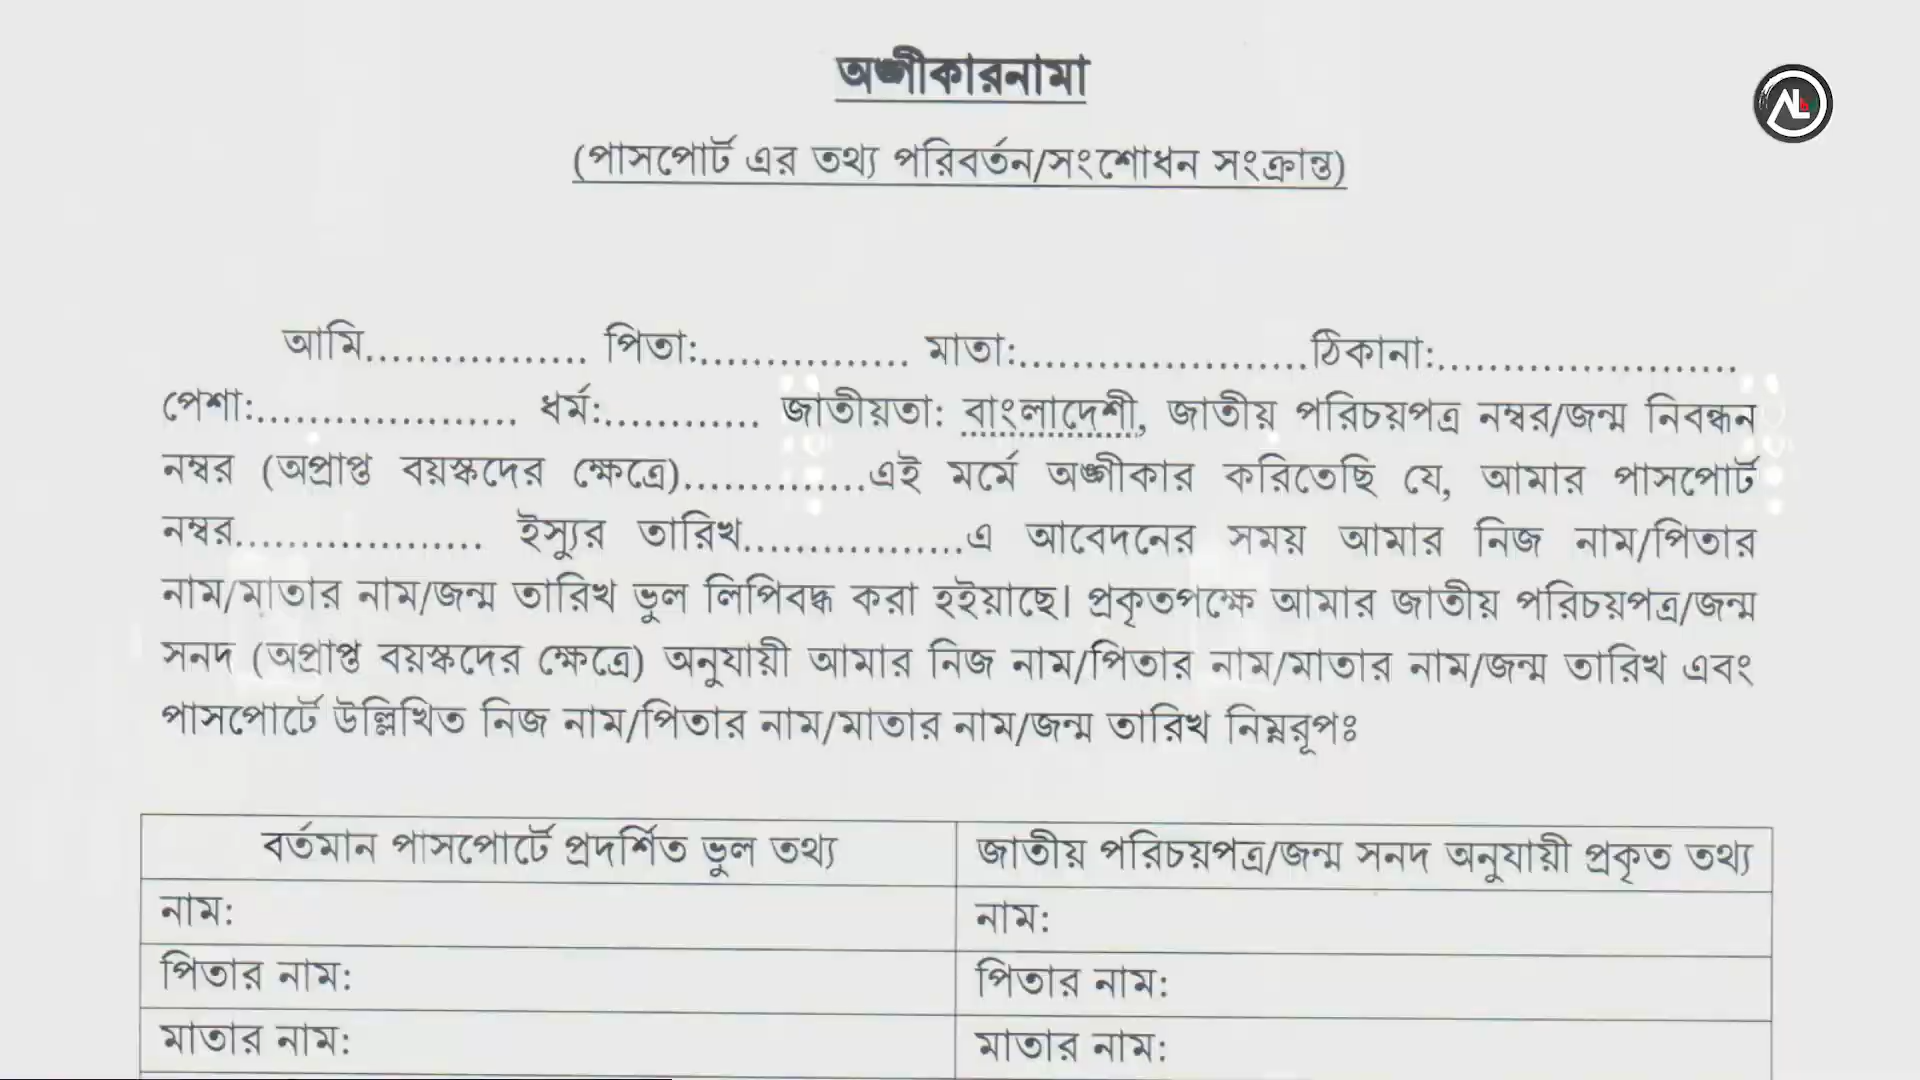 অঙ্গীকারনামা
(পাসপোর্ট এর তথ্য পরিবর্তন/সংশোধন সংক্রান্ত)
আমি................. পিতা:................ মাতা:......................ঠিকানা:.......................
পেশা:.................... ধর্ম:............ জাতীয়তা: বাংলাদেশী, জাতীয় পরিচয়পত্র নম্বর/জন্ম নিবন্ধন
নম্বর (অপ্রাপ্ত বয়স্কদের ক্ষেত্রে)..............এই মর্মে অঙ্গীকার করিতেছি যে, আমার পাসপোর্ট
নম্বর................... ইস্যুর তারিখ.................এ আবেদনের সময় আমার নিজ নাম/পিতার
নাম/মাতার নাম/জন্ম তারিখ ভুল লিপিবদ্ধ করা হইয়াছে। প্রকৃতপক্ষে আমার জাতীয় পরিচয়পত্র/জন্ম
সনদ (অপ্রাপ্ত বয়স্কদের ক্ষেত্রে) অনুযায়ী আমার নিজ নাম/পিতার নাম/মাতার নাম/জন্ম তারিখ এবং
পাসপোর্টে উল্লিখিত নিজ নাম/পিতার নাম/মাতার নাম/জন্ম তারিখ নিম্নরূপঃ
বর্তমান পাসপোর্টে প্রদর্শিত ভুল তথ্য জাতীয় পরিচয়পত্র/জন্ম সনদ অনুযায়ী প্রকৃত তথ্য
নাম: নাম:
পিতার নাম: পিতার নাম:
মাতার নাম: মাতার নাম: